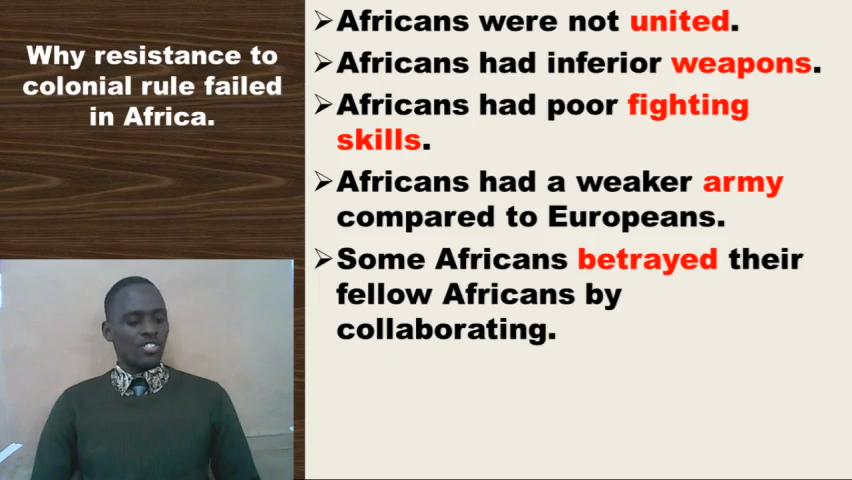 Why resistance to
colonial rule failed
in Africa.
➢Africans were not united.
➢Africans had inferior weapons.
➢Africans had poor fighting
skills.
➢Africans had a weaker army
compared to Europeans.
➢Some Africans betrayed their
fellow Africans by
collaborating.